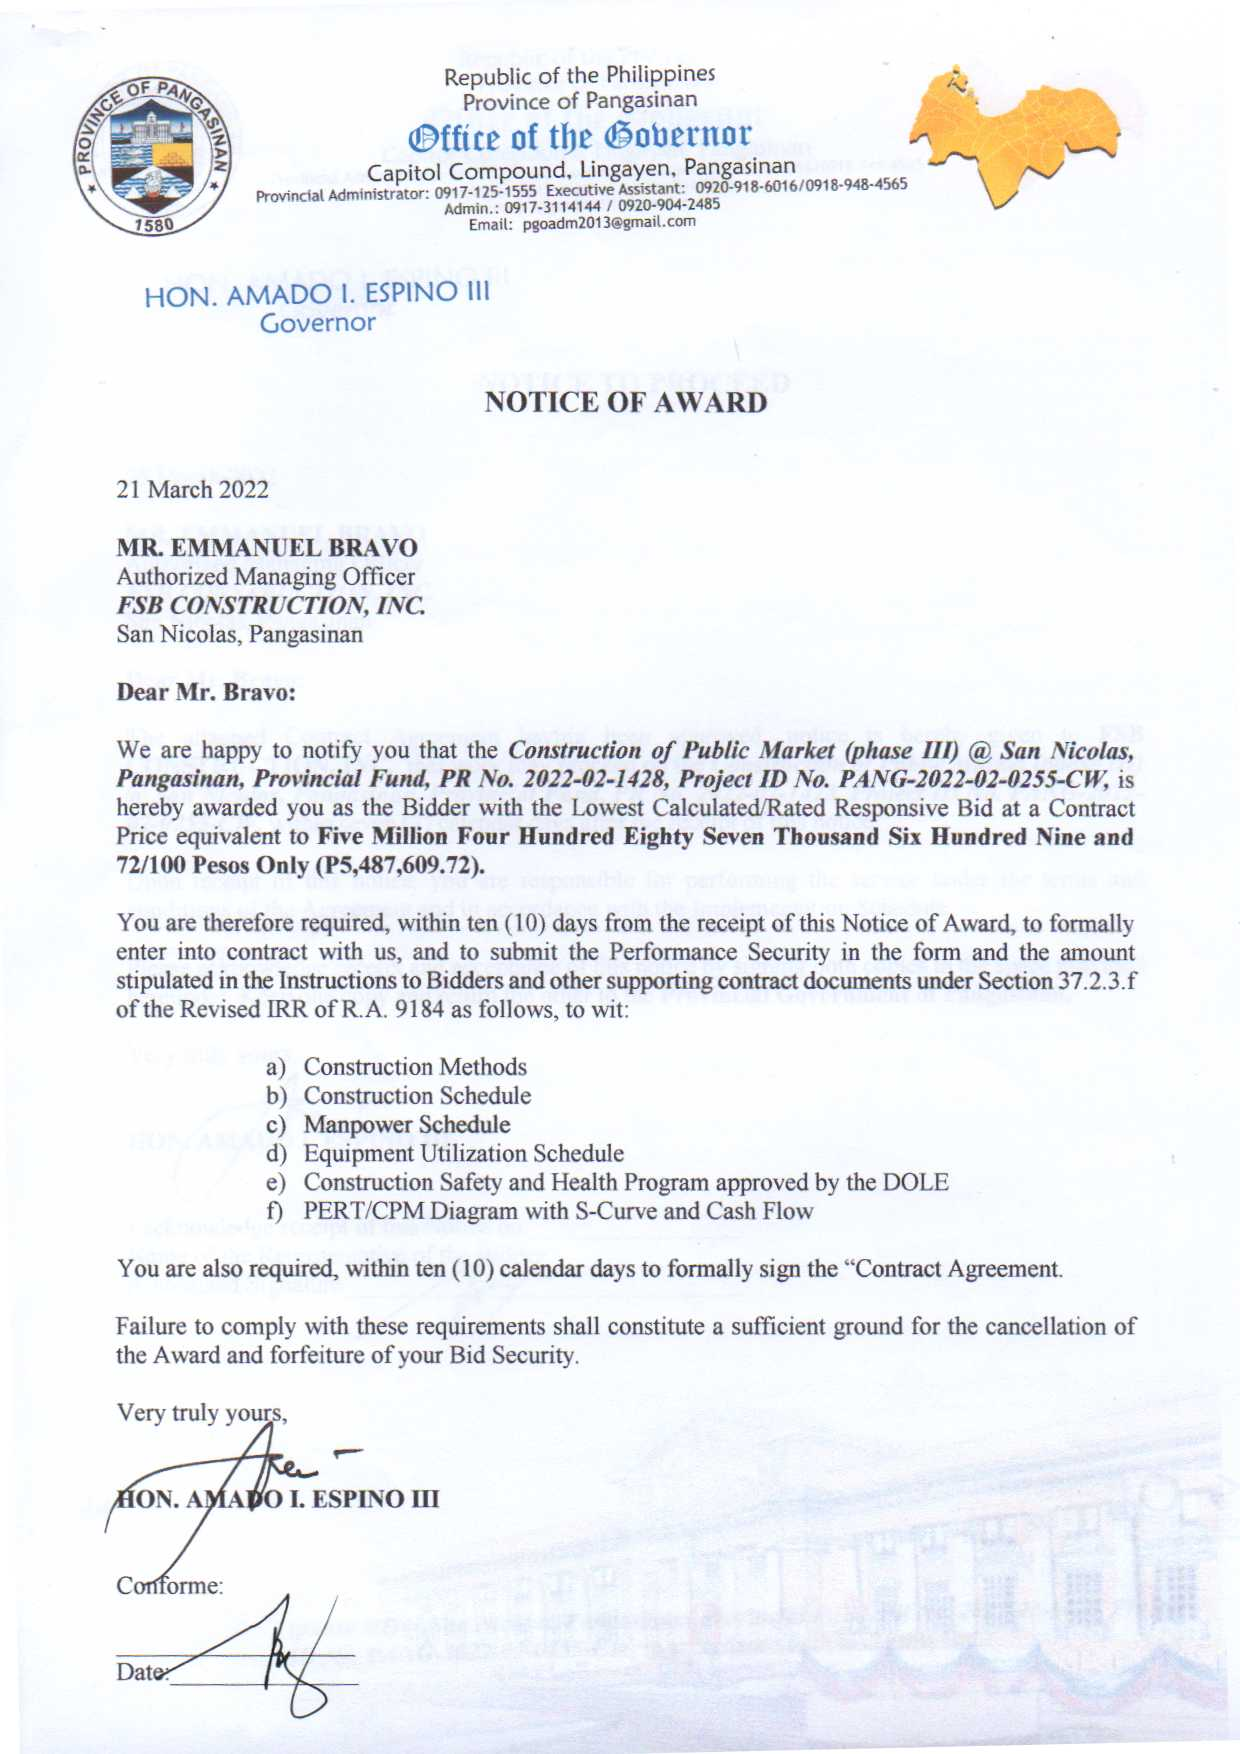 PROVINCE OF PANGASINAN
1580
Republic of the Philippines
Province of Pangasinan
Office of the Governor
Capitol Compound, Lingayen, Pangasinan
Provincial Administrator: 0917-125-1555 Executive Assistant: 0920-918-6016/0918-948-4565
Admin.: 0917-3114144 / 0920-904-2485
Email: pgoadm2013@gmail.com
HON. AMADO I. ESPINO III
Governor
NOTICE OF AWARD
21 March 2022
MR. EMMANUEL BRAVO
Authorized Managing Officer
FSB CONSTRUCTION, INC.
San Nicolas, Pangasinan
Dear Mr. Bravo:
We are happy to notify you that the Construction of Public Market (phase III) @ San Nicolas,
Pangasinan, Provincial Fund, PR No. 2022-02-1428, Project ID No. PANG-2022-02-0255-CW, is
hereby awarded you as the Bidder with the Lowest Calculated/Rated Responsive Bid at a Contract
Price equivalent to Five Million Four Hundred Eighty Seven Thousand Six Hundred Nine and
72/100 Pesos Only (P5,487,609.72).
You are therefore required, within ten (10) days from the receipt of this Notice of Award, to formally
enter into contract with us, and to submit the Performance Security in the form and the amount
stipulated in the Instructions to Bidders and other supporting contract documents under Section 37.2.3.f
of the Revised IRR of R.A. 9184 as follows, to wit:
a) Construction Methods
b) Construction Schedule
c) Manpower Schedule
d) Equipment Utilization Schedule
e) Construction Safety and Health Program approved by the DOLE
f) PERT/CPM Diagram with S-Curve and Cash Flow
You are also required, within ten (10) calendar days to formally sign the “Contract Agreement.
Failure to comply with these requirements shall constitute a sufficient ground for the cancellation of
the Award and forfeiture of your Bid Security.
Very truly yours,
HON. AMADO I. ESPINO III
Conforme:
Date: